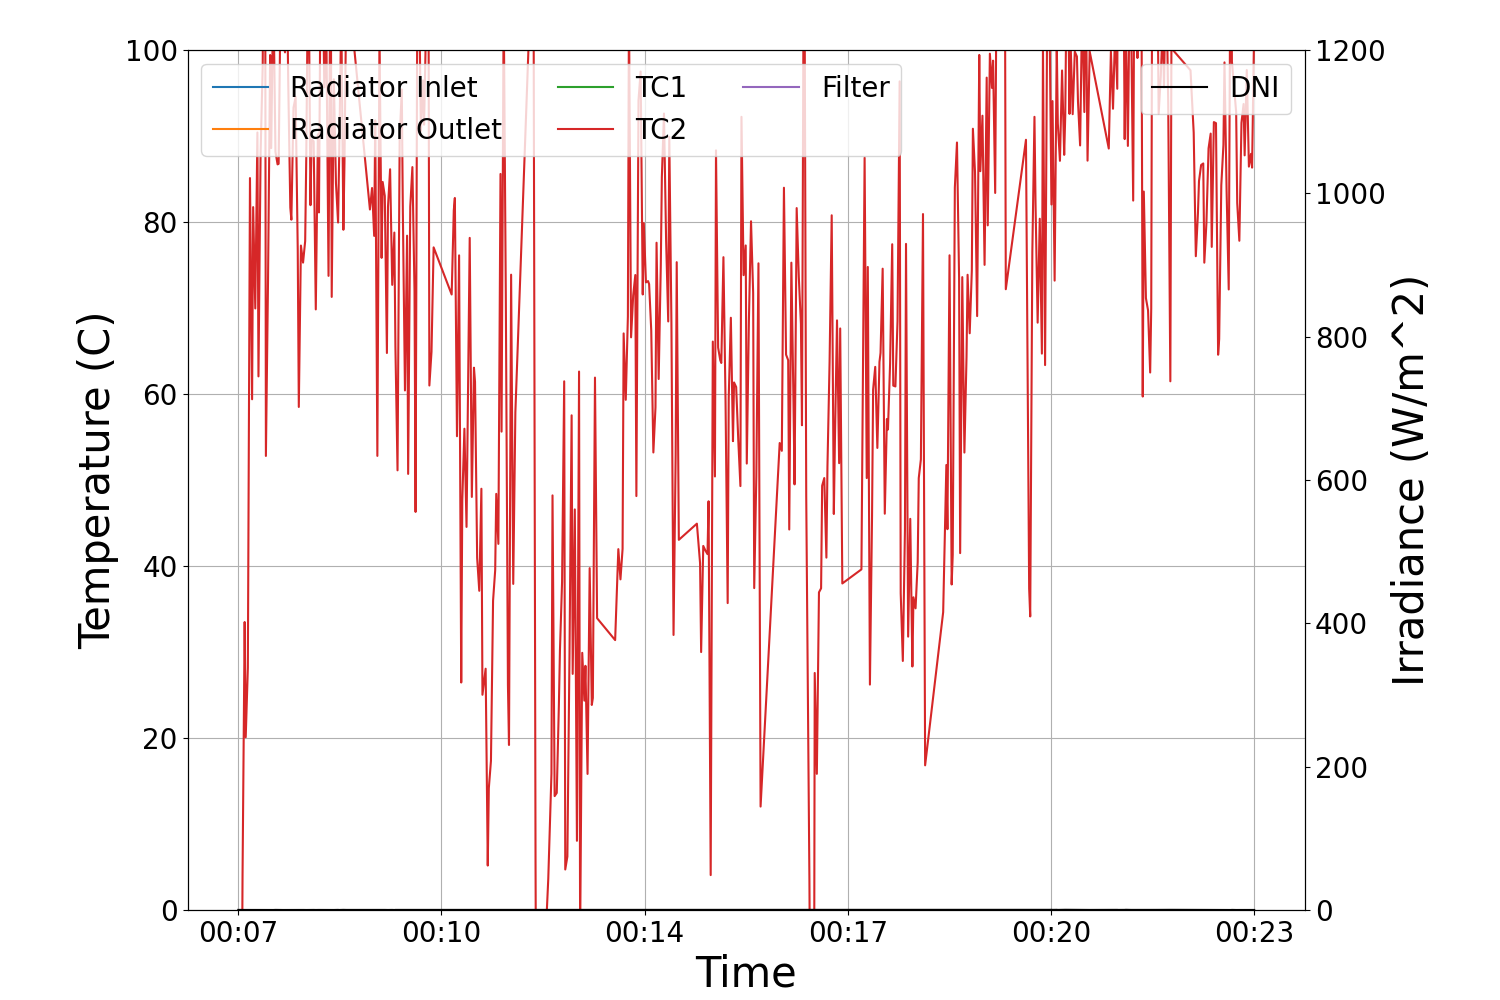 100
80
60
40
20
0
Temperature (C)
Radiator Inlet
Radiator Outlet
TC1
TC2
Filter
DNI
1200
1000
800
600
400
200
0
Irradiance (W/m^2)
00:07 00:10 00:14 00:17 00:20 00:23
Time